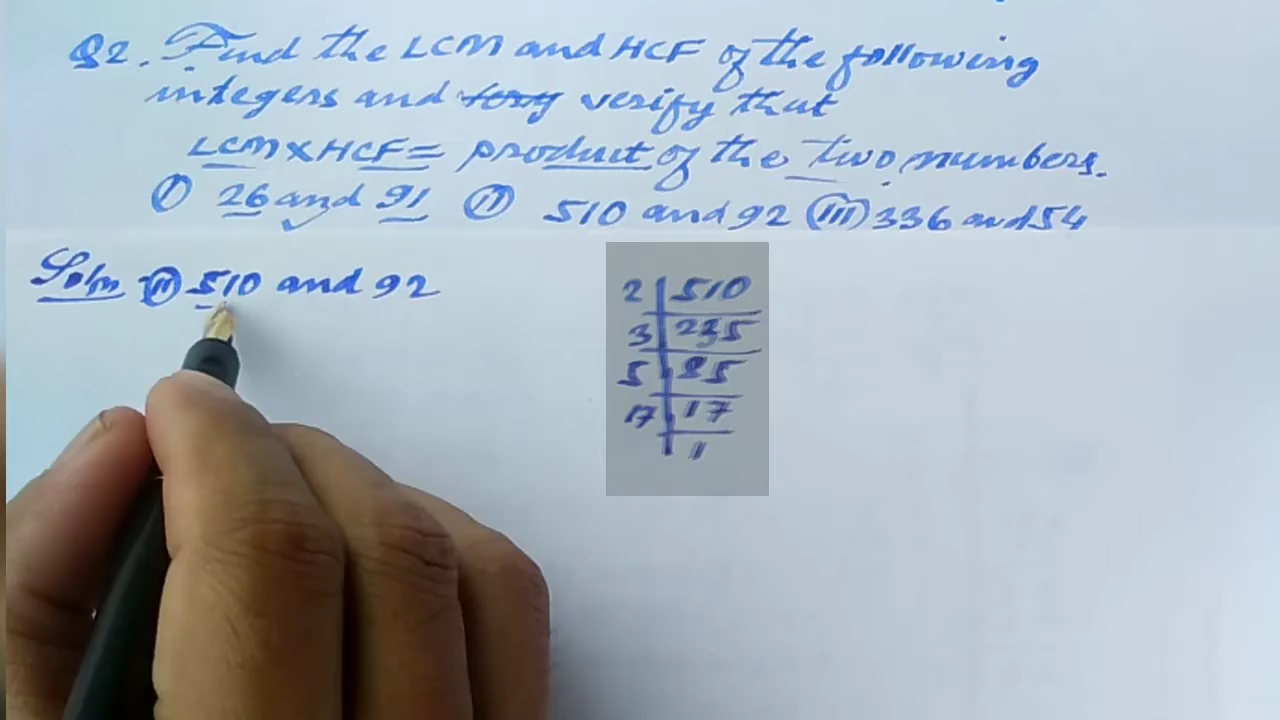 Q2. Find the LCM and HCF of the following
integers and verify that
LCM x HCF = product of the two numbers.
(i) 26 and 91 (ii) 510 and 92 (iii) 336 and 54
Soln (ii) 510 and 92
2 | 510
3 | 235
5 | 85
17 | 17
1